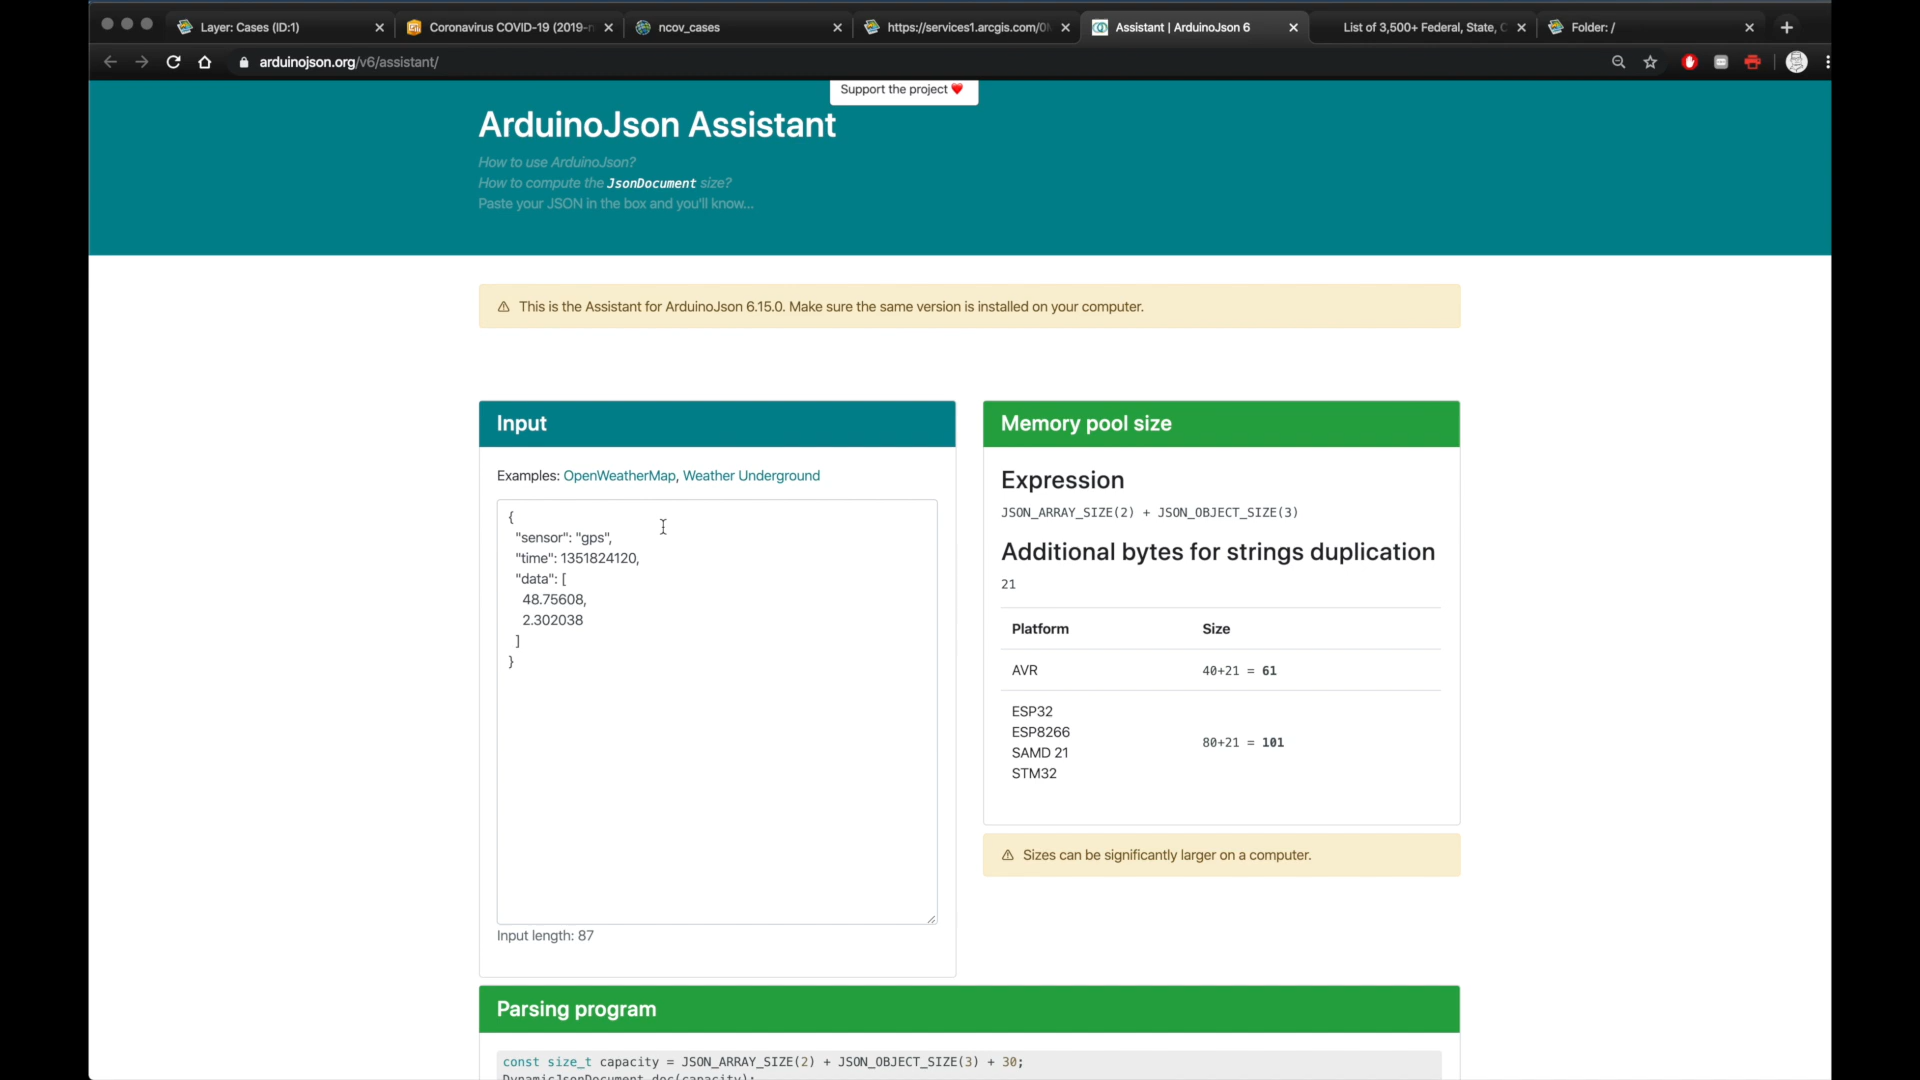 Layer: Cases (ID:1)
Coronavirus COVID-19 (2019-n
ncov_cases
https://services1.arcgis.com/0
Assistant | ArduinoJson 6
List of 3,500+ Federal, State, C
Folder: /
arduinojson.org/v6/assistant/
Support the project ❤
ArduinoJson Assistant
How to use ArduinoJson?
How to compute the JsonDocument size?
Paste your JSON in the box and you'll know...
⚠ This is the Assistant for ArduinoJson 6.15.0. Make sure the same version is installed on your computer.
Input
Examples: OpenWeatherMap, Weather Underground
{
"sensor": "gps",
"time": 1351824120,
"data": [
48.75608,
2.302038
]
}
Input length: 87
Memory pool size
Expression
JSON_ARRAY_SIZE(2) + JSON_OBJECT_SIZE(3)
Additional bytes for strings duplication
21
Platform Size
AVR 40+21 = 61
ESP32
ESP8266
SAMD 21
STM32
80+21 = 101
⚠ Sizes can be significantly larger on a computer.
Parsing program
const size_t capacity = JSON_ARRAY_SIZE(2) + JSON_OBJECT_SIZE(3) + 30;
DynamicJsonDocument doc(capacity);